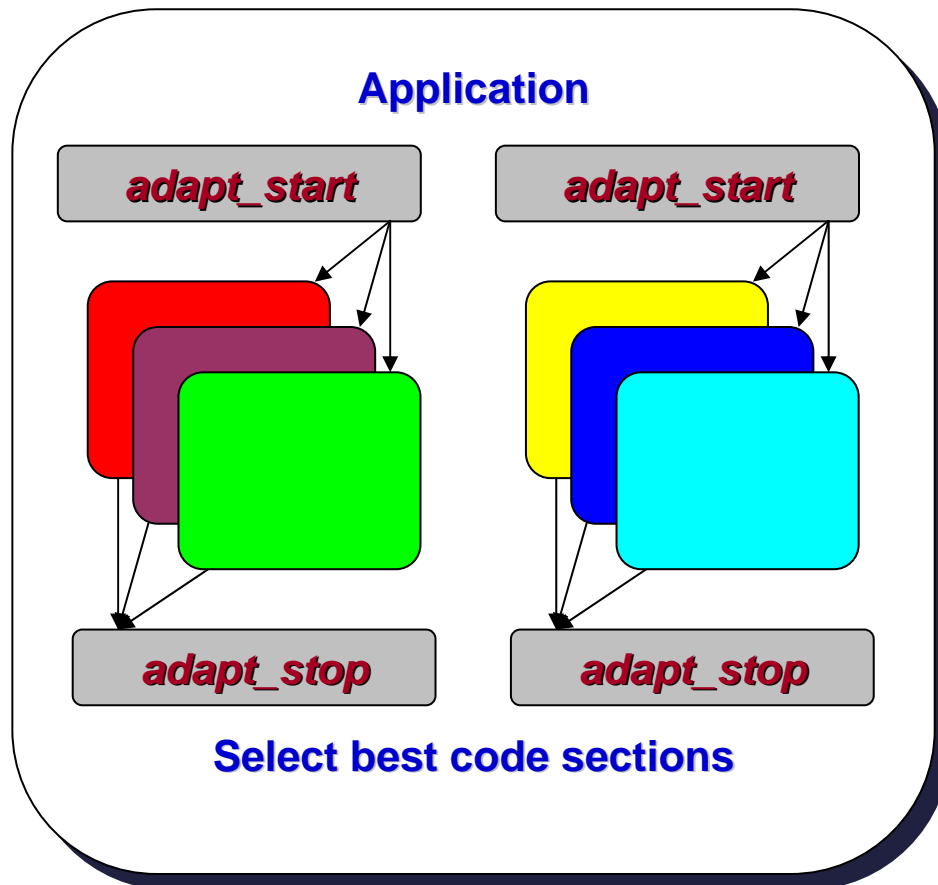 Application
adapt_start
adapt_start
adapt_stop
adapt_stop
Select best code sections